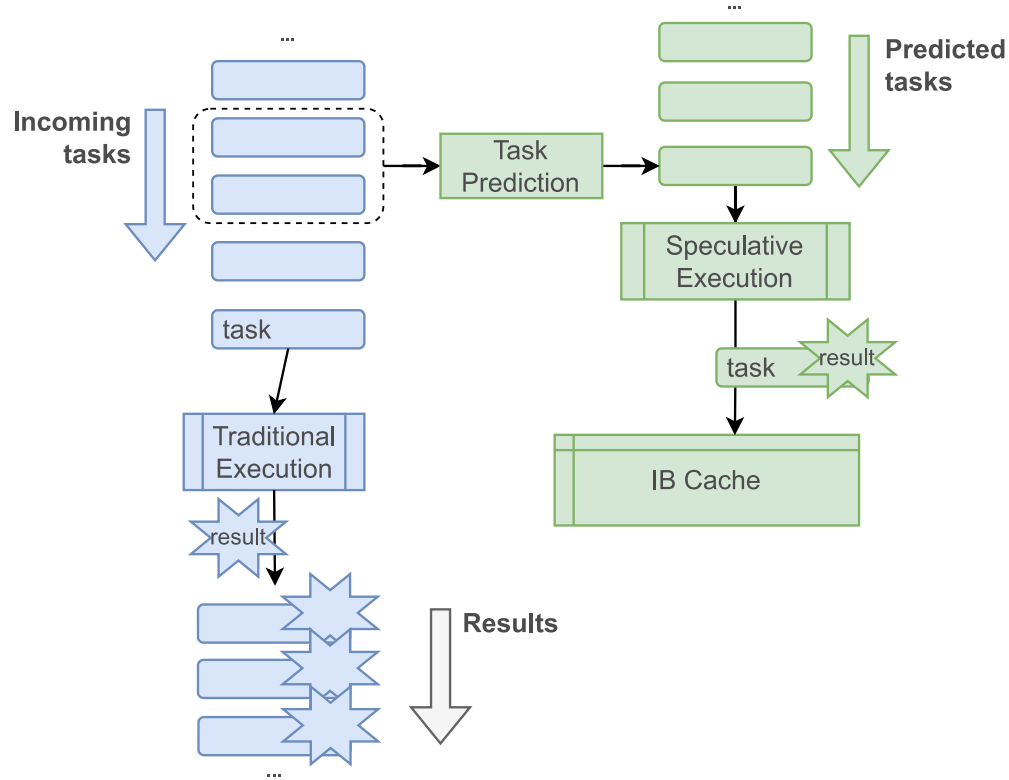 ...
...
Incoming
tasks
Predicted
tasks
Task
Prediction
Speculative
Execution
task
task
result
Traditional
Execution
IB Cache
result
Results
...